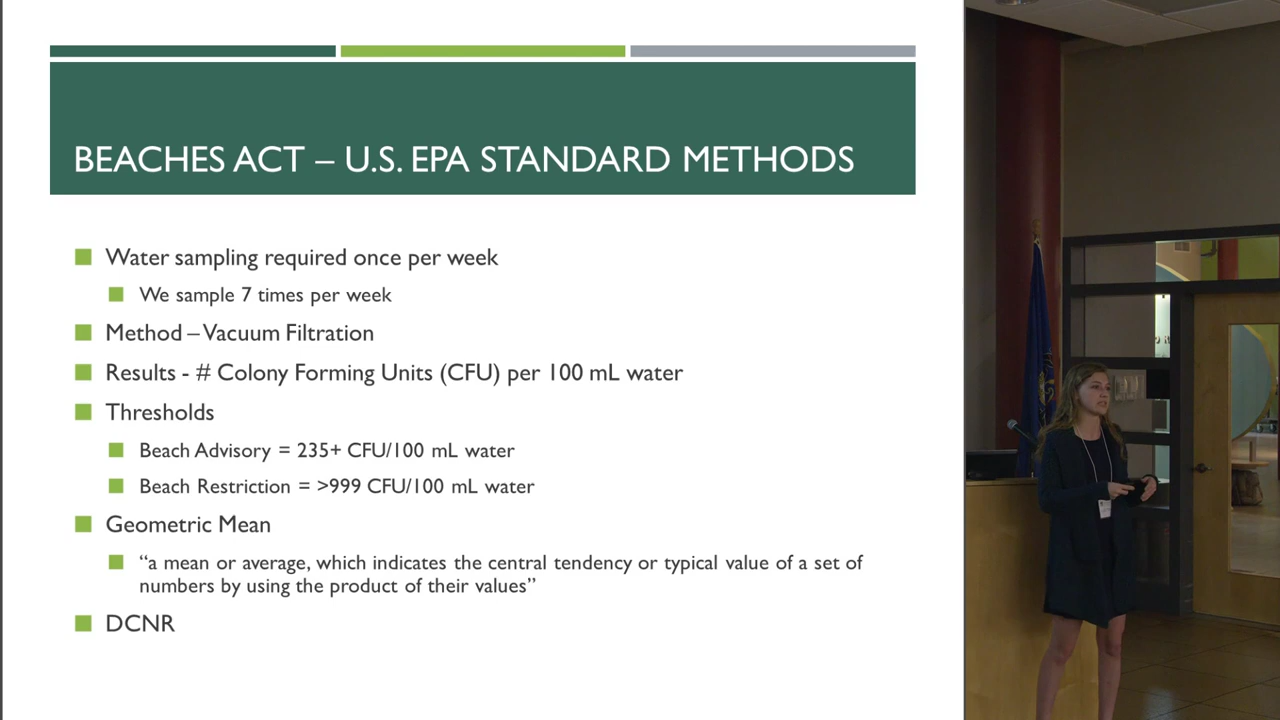 BEACHES ACT – U.S. EPA STANDARD METHODS
Water sampling required once per week
We sample 7 times per week
Method – Vacuum Filtration
Results - # Colony Forming Units (CFU) per 100 mL water
Thresholds
Beach Advisory = 235+ CFU/100 mL water
Beach Restriction = >999 CFU/100 mL water
Geometric Mean
“a mean or average, which indicates the central tendency or typical value of a set of
numbers by using the product of their values”
DCNR